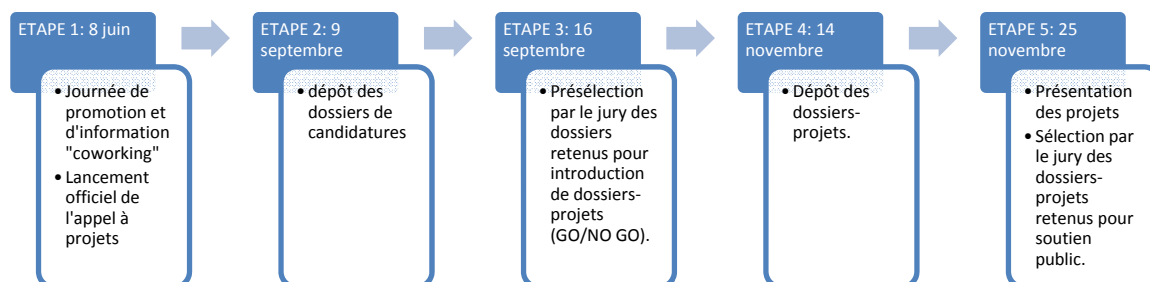 ETAPE 1: 8 juin
• Journée de
promotion et
d'information
"coworking"
• Lancement
officiel de
l'appel à
projets
ETAPE 2: 9
septembre
• dépôt des
dossiers de
candidatures
ETAPE 3: 16
septembre
• Présélection
par le jury des
dossiers
retenus pour
introduction
de dossiers-
projets
(GO/NO GO).
ETAPE 4: 14
novembre
• Dépôt des
dossiers-
projets.
ETAPE 5: 25
novembre
• Présentation
des projets
• Sélection par
le jury des
dossiers-
projets
retenus pour
soutien
public.